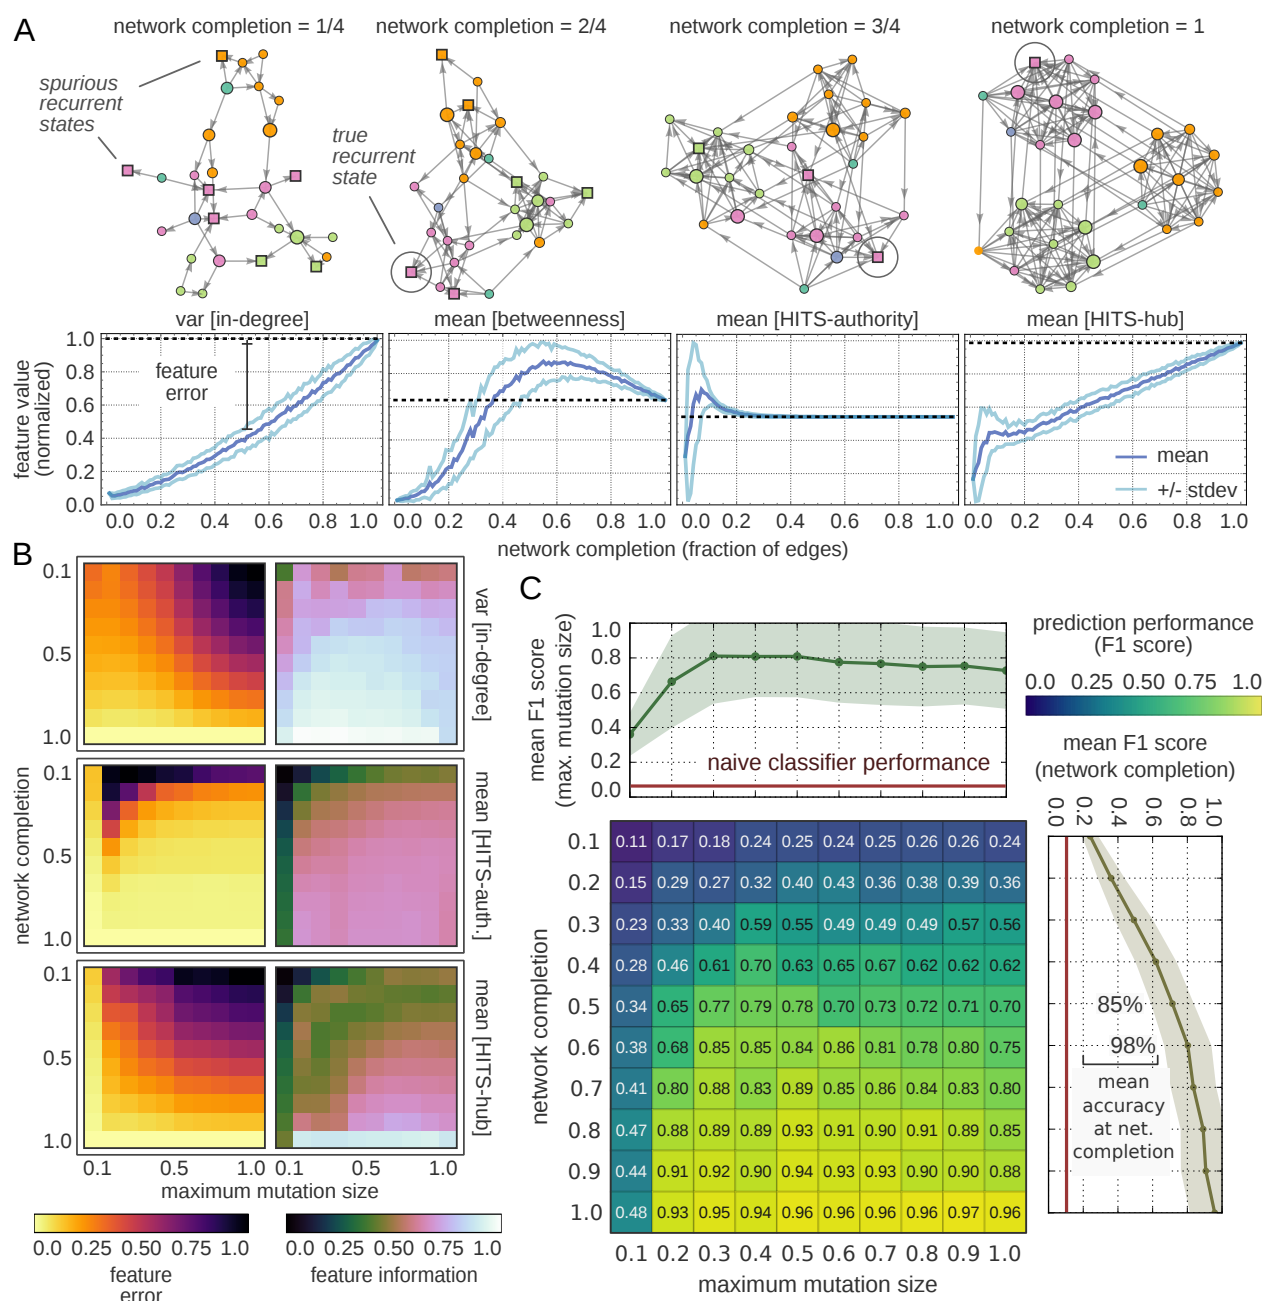 A
network completion = 1/4
network completion = 2/4
network completion = 3/4
network completion = 1
spurious
recurrent
states
true
recurrent
state
var [in-degree]
mean [betweenness]
mean [HITS-authority]
mean [HITS-hub]
feature value
(normalized)
1.0
0.8
0.6
0.4
0.2
0.0
feature
error
mean
+/- stdev
0.0 0.2 0.4 0.6 0.8 1.0
0.0 0.2 0.4 0.6 0.8 1.0
0.0 0.2 0.4 0.6 0.8 1.0
0.0 0.2 0.4 0.6 0.8 1.0
network completion (fraction of edges)
B
network completion
0.1
0.5
1.0
var [in-degree]
0.1
0.5
1.0
mean [HITS-auth.]
0.1
0.5
1.0
mean [HITS-hub]
0.1 0.5 1.0
0.1 0.5 1.0
maximum mutation size
0.0 0.25 0.75 1.0
feature
error
0.0 0.25 0.75 1.0
feature information
C
mean F1 score
(max. mutation size)
1.0
0.8
0.6
0.4
0.2
0.0
naive classifier performance
prediction performance
(F1 score)
0.0 0.25 0.50 0.75 1.0
mean F1 score
(network completion)
0.0 0.2 0.4 0.6 0.8 1.0
85%
98%
mean
accuracy
at net.
completion
network completion
0.1 0.11 0.17 0.18 0.24 0.25 0.24 0.25 0.26 0.26 0.24
0.2 0.15 0.29 0.27 0.32 0.40 0.43 0.36 0.38 0.39 0.36
0.3 0.23 0.33 0.40 0.59 0.55 0.49 0.49 0.49 0.57 0.56
0.4 0.28 0.46 0.61 0.70 0.63 0.65 0.67 0.62 0.62 0.62
0.5 0.34 0.65 0.77 0.79 0.78 0.70 0.73 0.72 0.71 0.70
0.6 0.38 0.68 0.85 0.85 0.84 0.86 0.81 0.78 0.80 0.75
0.7 0.41 0.80 0.88 0.83 0.89 0.85 0.86 0.84 0.83 0.80
0.8 0.47 0.88 0.89 0.89 0.93 0.91 0.90 0.91 0.89 0.85
0.9 0.44 0.91 0.92 0.90 0.94 0.93 0.93 0.90 0.90 0.88
1.0 0.48 0.93 0.95 0.94 0.96 0.96 0.96 0.96 0.97 0.96
0.1 0.2 0.3 0.4 0.5 0.6 0.7 0.8 0.9 1.0
maximum mutation size